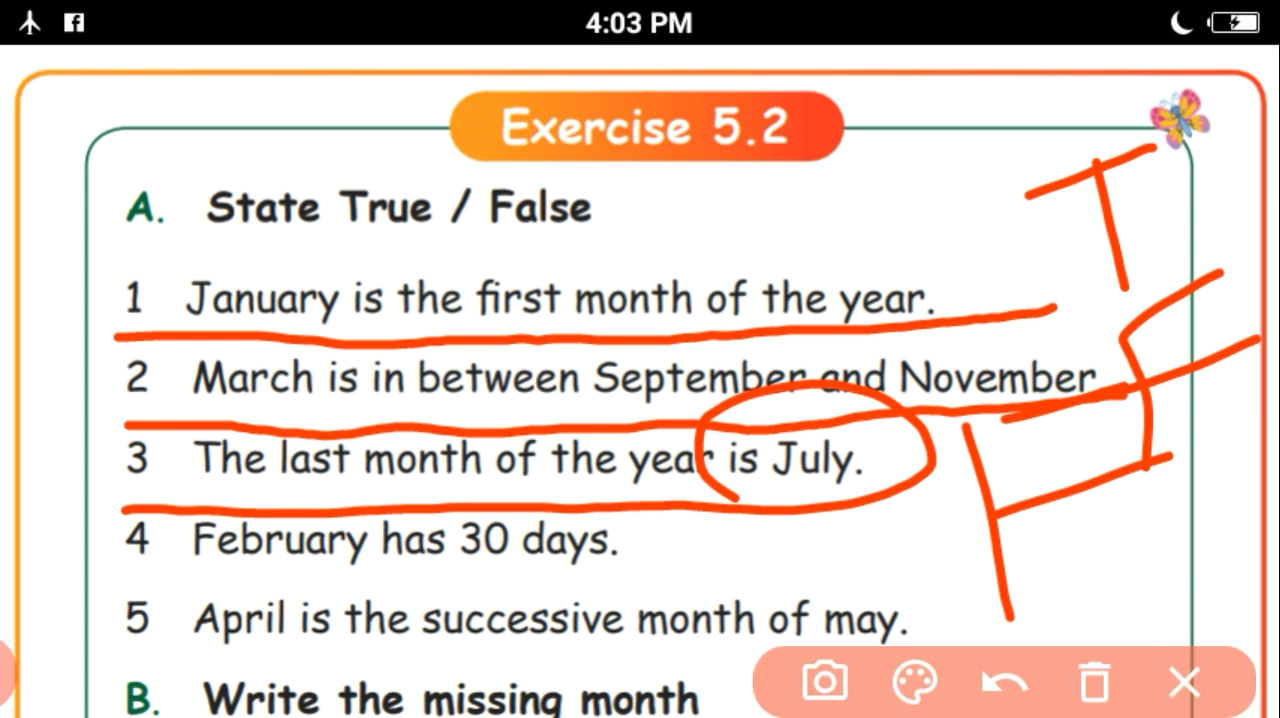 4:03 PM
Exercise 5.2
A. State True / False
T
1 January is the first month of the year.
F
2 March is in between September and November
3 The last month of the year is July.
F
4 February has 30 days.
5 April is the successive month of may.
B. Write the missing month